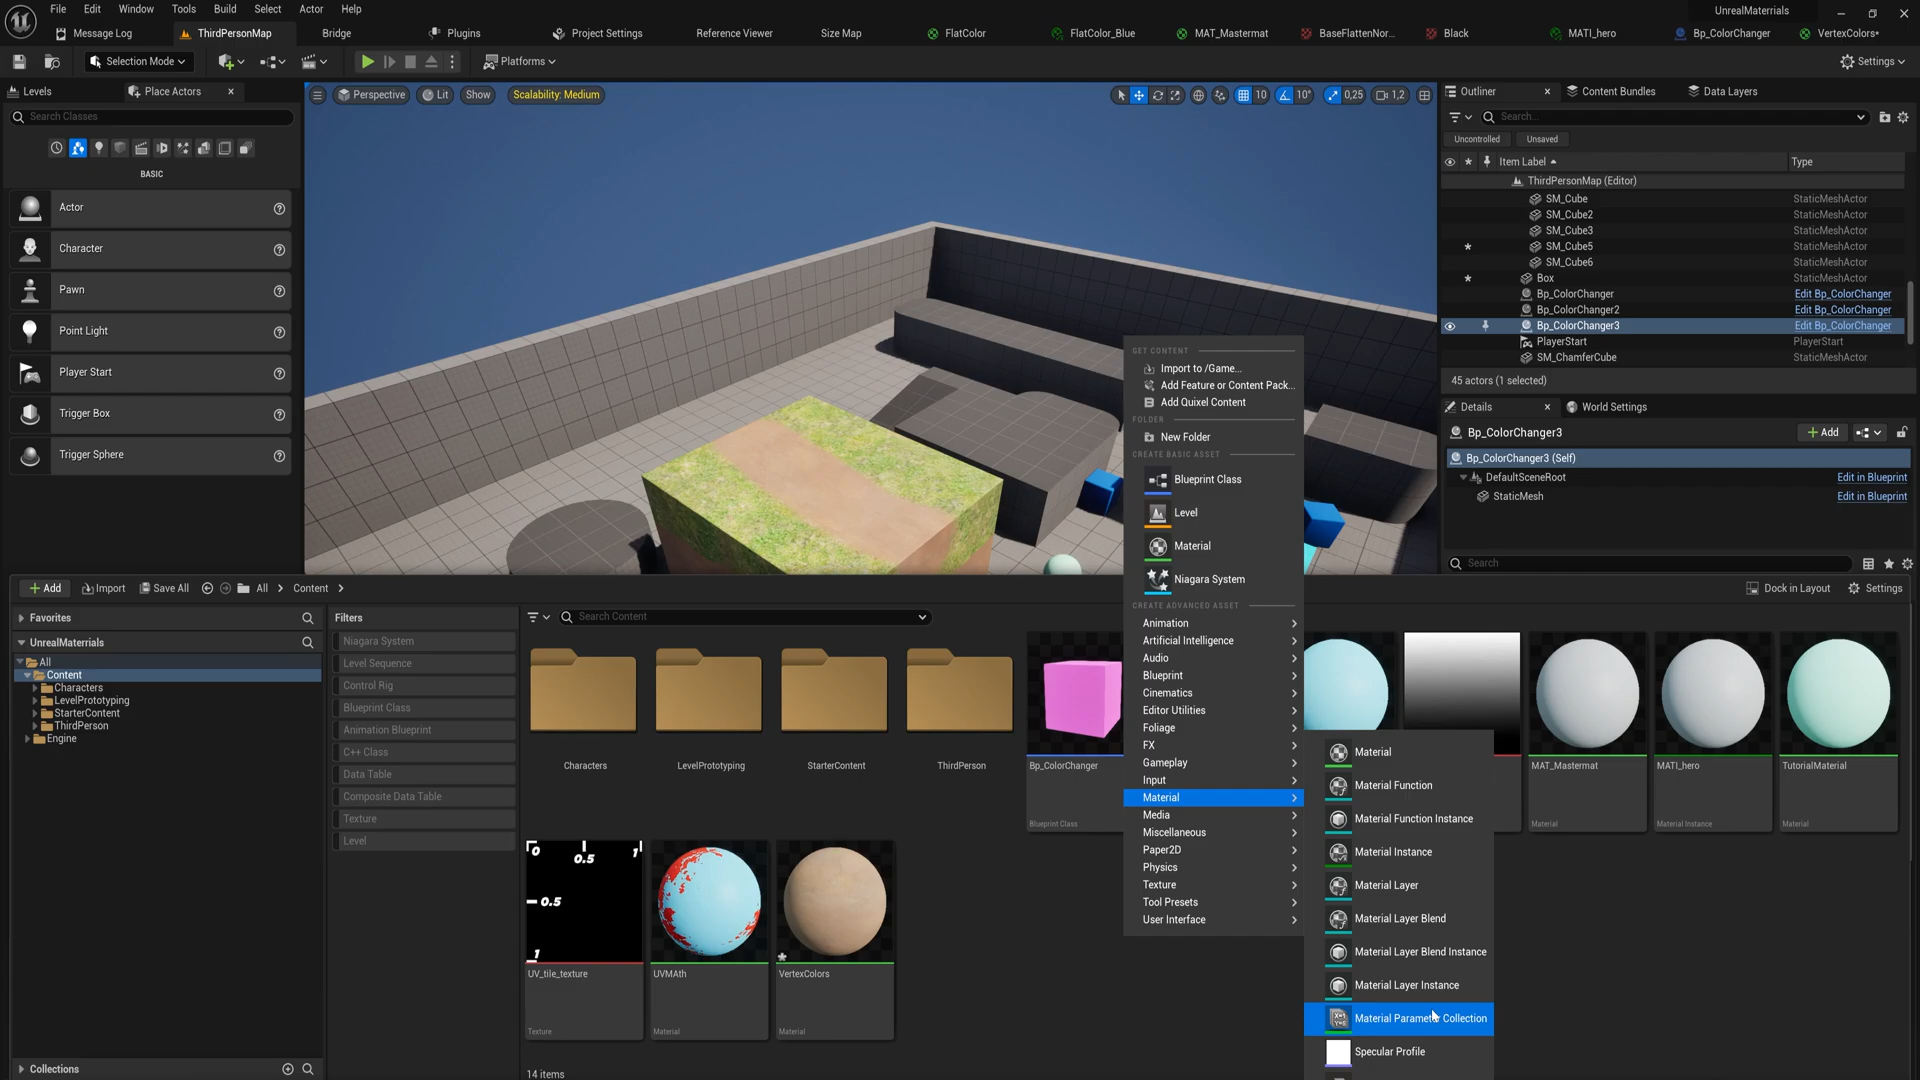 File Edit Window Tools Build Select Actor Help
UnrealMaterials
Message Log ThirdPersonMap Bridge Plugins Project Settings Reference Viewer Size Map FlatColor FlatColor_Blue MAT_Mastermat BaseFlattenNor... Black MATI_hero Bp_ColorChanger VertexColors*
Selection Mode Platforms Settings
Levels Place Actors
Search Classes
BASIC
Actor
Character
Pawn
Point Light
Player Start
Trigger Box
Trigger Sphere
Perspective Lit Show Scalability: Medium 10 10° 0,25 1,2
Outliner Content Bundles Data Layers
Search...
Uncontrolled Unsaved
Item Label Type
ThirdPersonMap (Editor)
SM_Cube StaticMeshActor
SM_Cube2 StaticMeshActor
SM_Cube3 StaticMeshActor
SM_Cube5 StaticMeshActor
SM_Cube6 StaticMeshActor
Box StaticMeshActor
Bp_ColorChanger Edit Bp_ColorChanger
Bp_ColorChanger2 Edit Bp_ColorChanger
Bp_ColorChanger3 Edit Bp_ColorChanger
PlayerStart PlayerStart
SM_ChamferCube StaticMeshActor
45 actors (1 selected)
Details World Settings
Bp_ColorChanger3 Add
Bp_ColorChanger3 (Self)
DefaultSceneRoot Edit in Blueprint
StaticMesh Edit in Blueprint
Search
GET CONTENT
Import to /Game...
Add Feature or Content Pack...
Add Quixel Content
FOLDER
New Folder
CREATE BASIC ASSET
Blueprint Class
Level
Material
Niagara System
CREATE ADVANCED ASSET
Animation
Artificial Intelligence
Audio
Blueprint
Cinematics
Editor Utilities
Foliage
FX
Gameplay
Input
Material
Media
Miscellaneous
Paper2D
Physics
Texture
Tool Presets
User Interface
Material
Material Function
Material Function Instance
Material Instance
Material Layer
Material Layer Blend
Material Layer Blend Instance
Material Layer Instance
Material Parameter Collection
Specular Profile
Add Import Save All All Content Dock in Layout Settings
Favorites
UnrealMaterials
All
Content
Characters
LevelPrototyping
StarterContent
ThirdPerson
Engine
Collections
Filters
Niagara System
Level Sequence
Control Rig
Blueprint Class
Animation Blueprint
C++ Class
Data Table
Composite Data Table
Texture
Level
Search Content
Characters LevelPrototyping StarterContent ThirdPerson
Bp_ColorChanger
Blueprint Class
MAT_Mastermat
Material
MATI_hero
Material Instance
TutorialMaterial
Material
0 0.5 1
0.5
1
UV_tile_texture
Texture
UVMAth
Material
VertexColors
Material
14 items